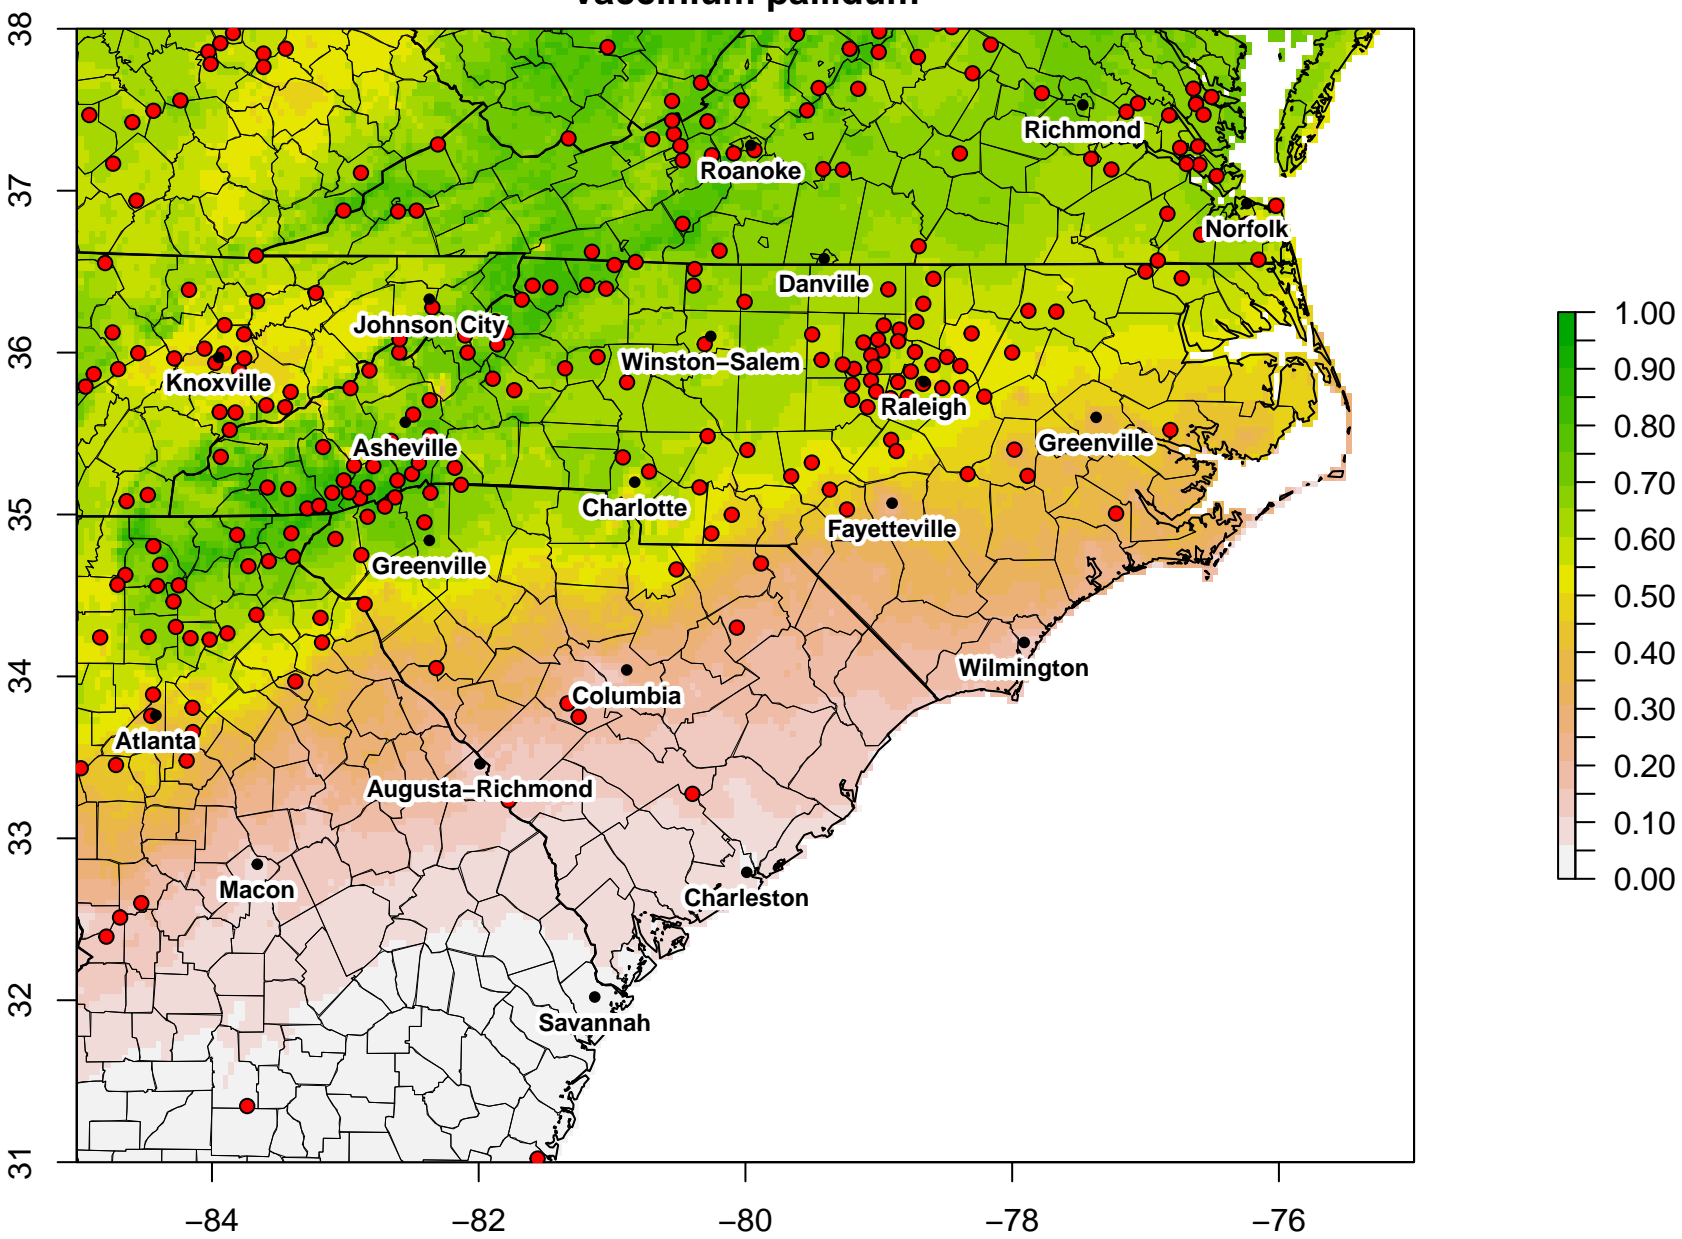 Vaccinium pallidum
38
37
36
35
34
33
32
31
−84
−82
−80
−78
−76
Richmond
Roanoke
Norfolk
Danville
Johnson City
Winston−Salem
Knoxville
Raleigh
Greenville
Asheville
Charlotte
Fayetteville
Greenville
Wilmington
Columbia
Atlanta
Augusta−Richmond
Macon
Charleston
Savannah
1.00
0.90
0.80
0.70
0.60
0.50
0.40
0.30
0.20
0.10
0.00